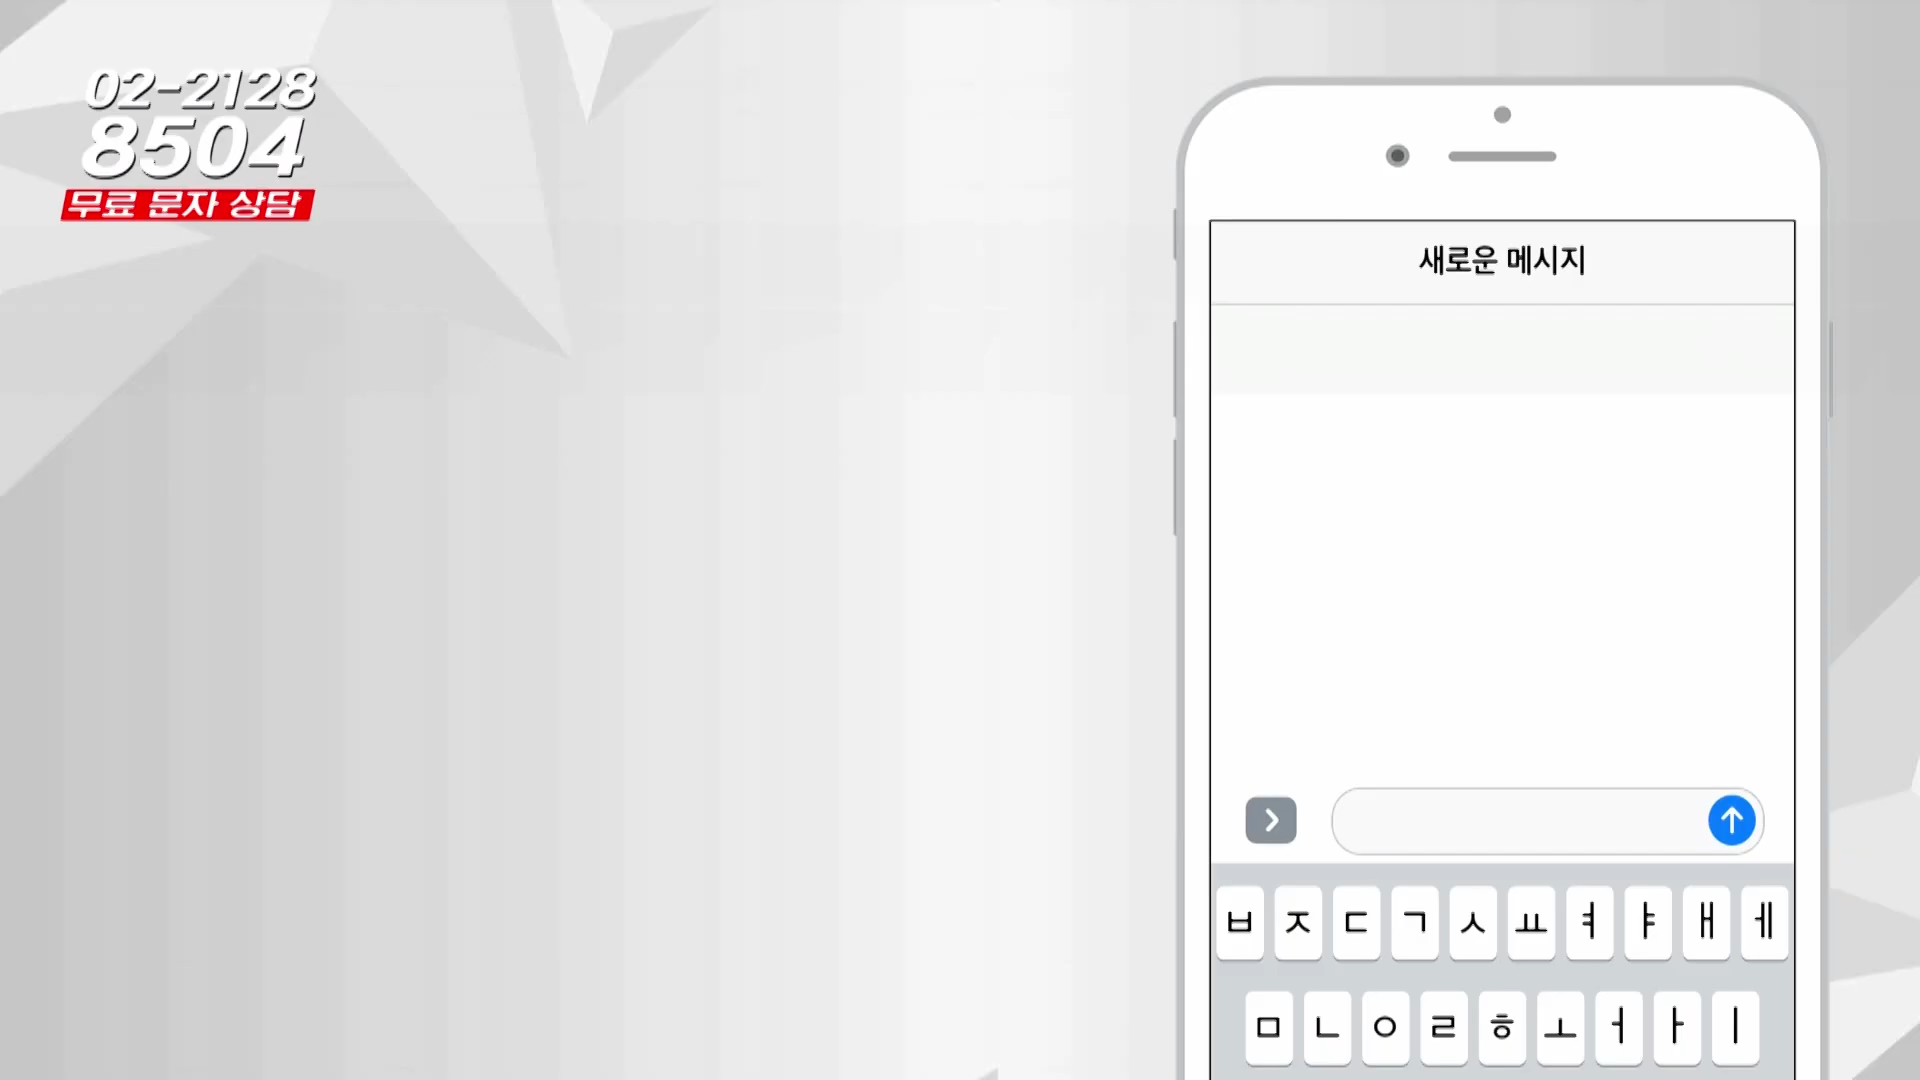 02-2128
8504
무료 문자 상담
새로운 메시지
ㅂ ㅈ ㄷ ㄱ ㅅ ㅛ ㅕ ㅑ ㅐ ㅔ
ㅁ ㄴ ㅇ ㄹ ㅎ ㅗ ㅓ ㅏ ㅣ